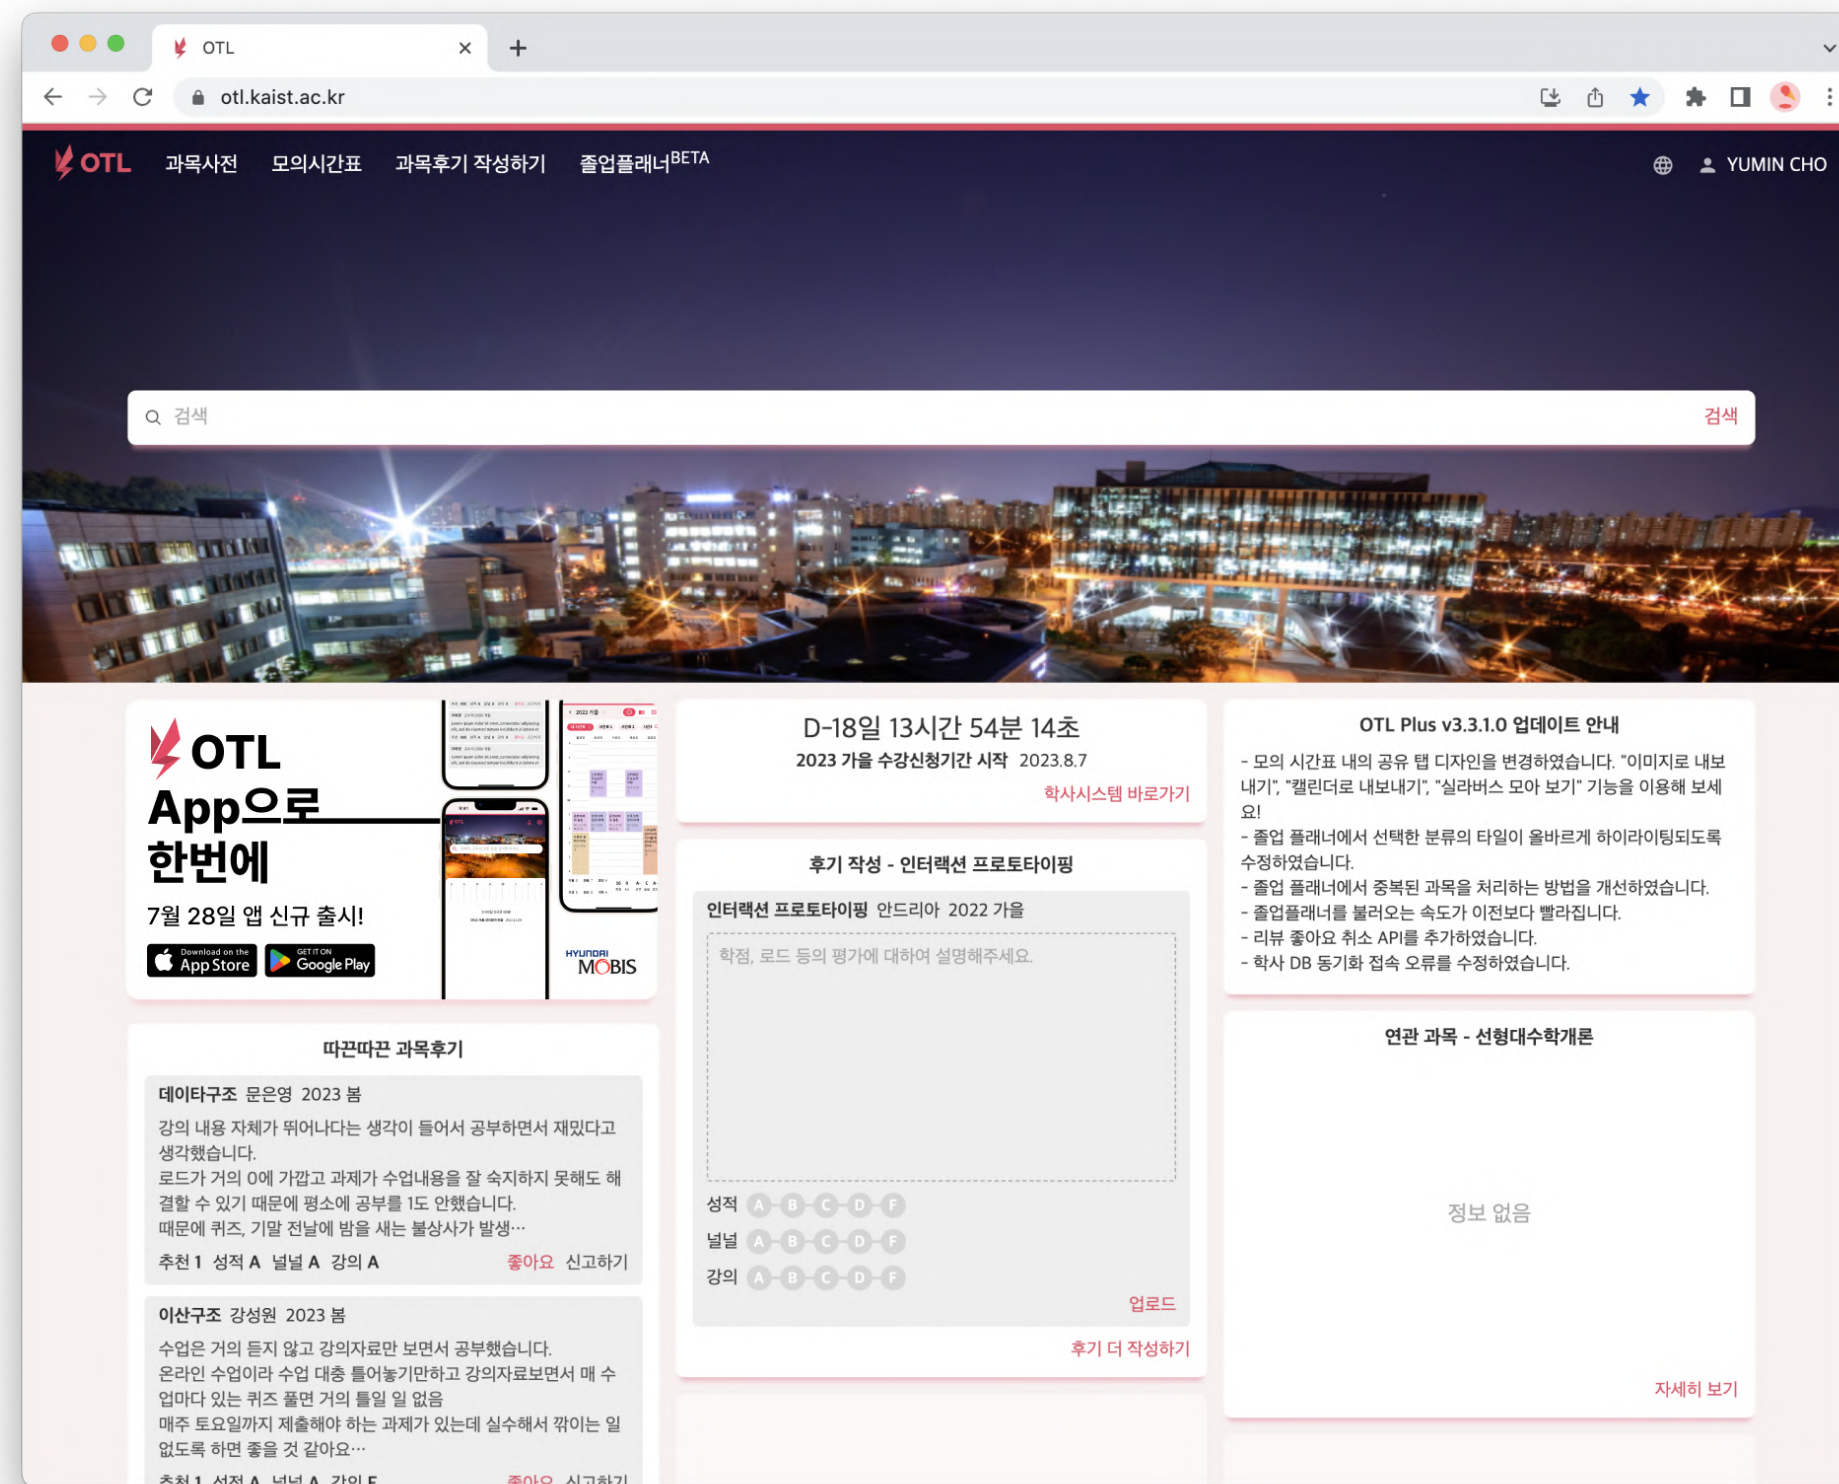 OTL
otl.kaist.ac.kr
OTL 과목사전 모의시간표 과목후기 작성하기 졸업플래너BETA YUMIN CHO
검색 검색
OTL
App으로
한번에
7월 28일 앱 신규 출시!
Download on the
App Store
GET IT ON
Google Play
HYUNDAI
MOBIS
2022 가을
따끈따끈 과목후기
데이타구조 문은영 2023 봄
강의 내용 자체가 뛰어나다는 생각이 들어서 공부하면서 재밌다고
생각했습니다.
로드가 거의 0에 가깝고 과제가 수업내용을 잘 숙지하지 못해도 해
결할 수 있기 때문에 평소에 공부를 1도 안했습니다.
때문에 퀴즈, 기말 전날에 밤을 새는 불상사가 발생…
추천 1 성적 A 널널 A 강의 A 좋아요 신고하기
이산구조 강성원 2023 봄
수업은 거의 듣지 않고 강의자료만 보면서 공부했습니다.
온라인 수업이라 수업 대충 틀어놓기만하고 강의자료보면서 매 수
업마다 있는 퀴즈 풀면 거의 틀일 일 없음
매주 토요일까지 제출해야 하는 과제가 있는데 실수해서 깎이는 일
없도록 하면 좋을 것 같아요…
추천 1 성적 A 널널 A 강의 F 좋아요 신고하기
D-18일 13시간 54분 14초
2023 가을 수강신청기간 시작 2023.8.7
학사시스템 바로가기
후기 작성 - 인터랙션 프로토타이핑
인터랙션 프로토타이핑 안드리아 2022 가을
학점, 로드 등의 평가에 대하여 설명해주세요.
성적 A B C D F
널널 A B C D F
강의 A B C D F
업로드
후기 더 작성하기
OTL Plus v3.3.1.0 업데이트 안내
- 모의 시간표 내의 공유 탭 디자인을 변경하였습니다. "이미지로 내보
내기", "캘린더로 내보내기", "실라버스 모아 보기" 기능을 이용해 보세
요!
- 졸업 플래너에서 선택한 분류의 타일이 올바르게 하이라이팅되도록
수정하였습니다.
- 졸업 플래너에서 중복된 과목을 처리하는 방법을 개선하였습니다.
- 졸업플래너를 불러오는 속도가 이전보다 빨라집니다.
- 리뷰 좋아요 취소 API를 추가하였습니다.
- 학사 DB 동기화 접속 오류를 수정하였습니다.
연관 과목 - 선형대수학개론
정보 없음
자세히 보기